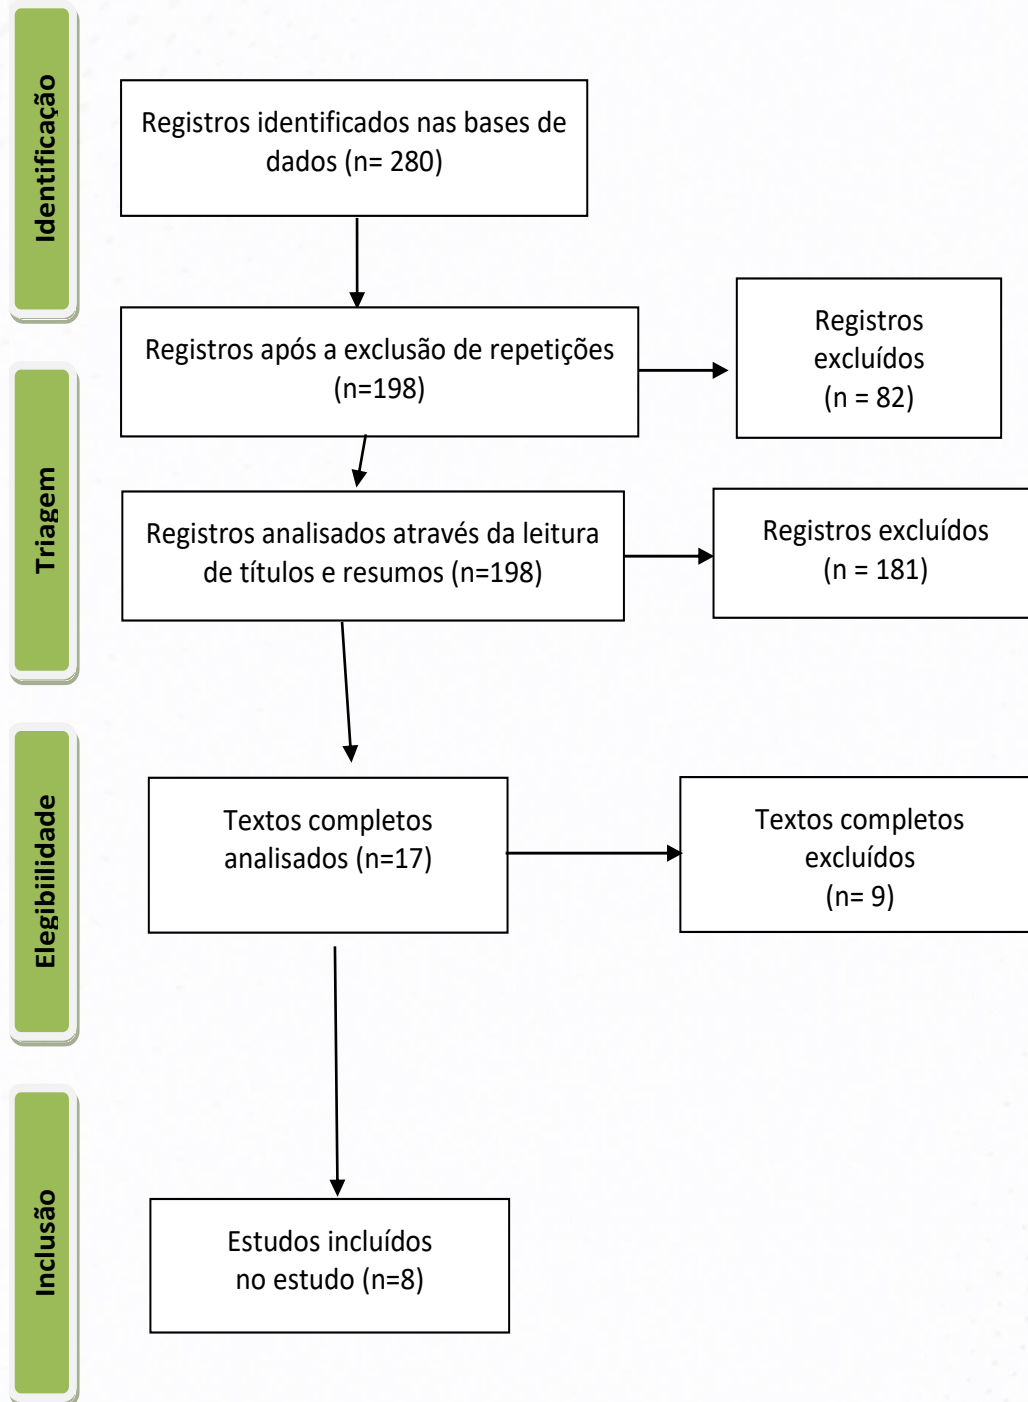 Identificação
Registros identificados nas bases de
dados (n= 280)
Registros após a exclusão de repetições
(n=198)
Registros
excluídos
(n = 82)
Triagem
Registros analisados através da leitura
de títulos e resumos (n=198)
Registros excluídos
(n = 181)
Elegibiilidade
Textos completos
analisados (n=17)
Textos completos
excluídos
(n= 9)
Inclusão
Estudos incluídos
no estudo (n=8)